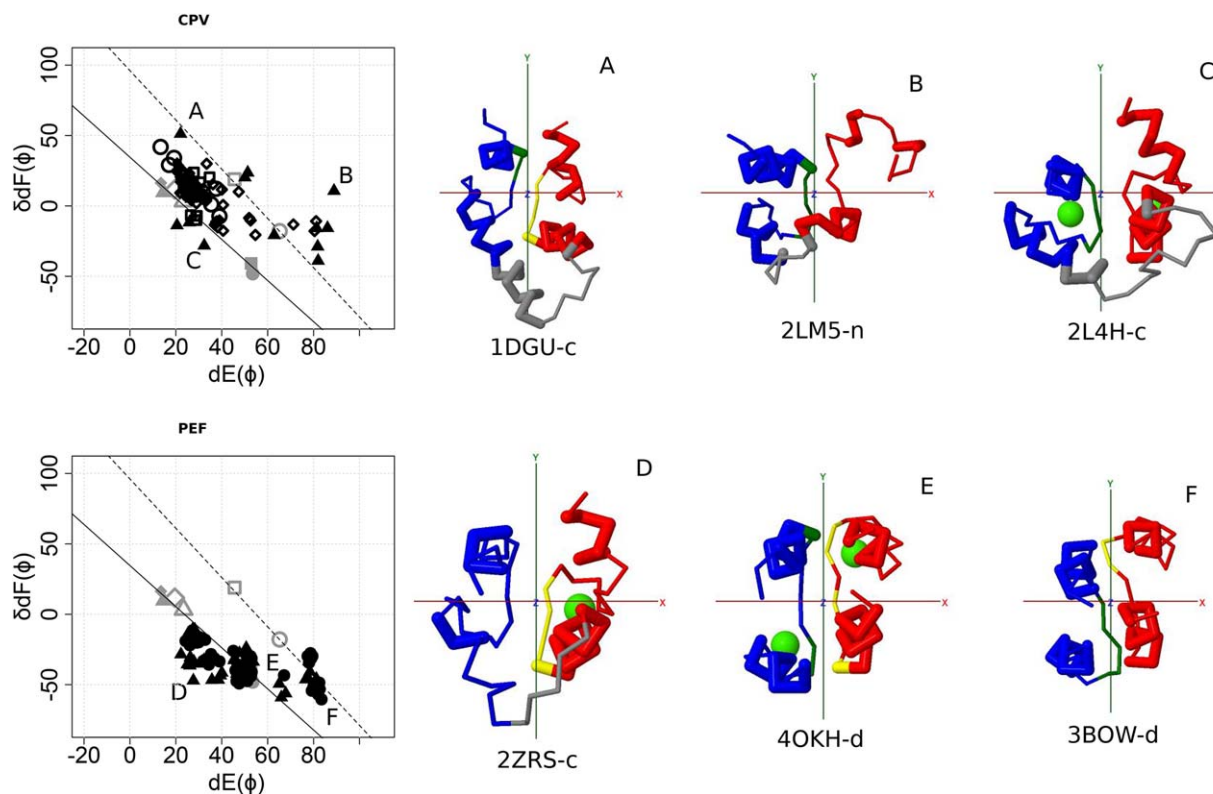 CPV
δdF(ϕ)
100
50
0
-50
A
B
C
-20 0 20 40 60 80
dE(ϕ)
A
Y
X
Z
1DGU-c
B
Y
X
Z
2LM5-n
C
Y
X
2L4H-c
PEF
δdF(ϕ)
100
50
0
-50
D
E
F
-20 0 20 40 60 80
dE(ϕ)
D
Y
X
Z
2ZRS-c
E
Y
X
Z
4OKH-d
F
Y
X
Z
3BOW-d